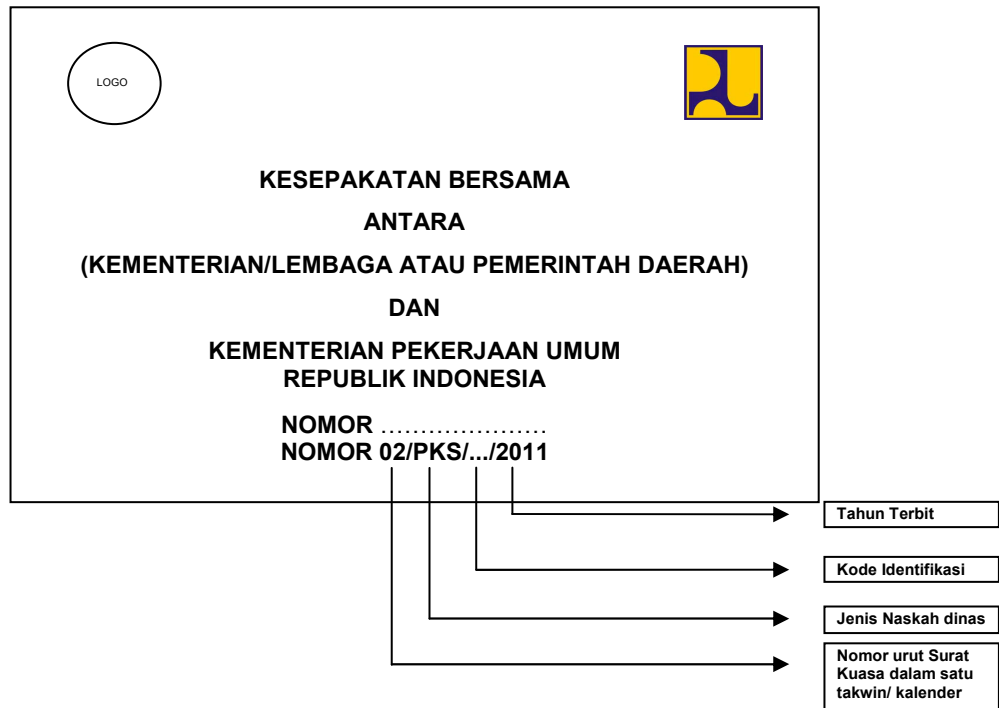 LOGO
KESEPAKATAN BERSAMA
ANTARA
(KEMENTERIAN/LEMBAGA ATAU PEMERINTAH DAERAH)
DAN
KEMENTERIAN PEKERJAAN UMUM
REPUBLIK INDONESIA
NOMOR .....................
NOMOR 02/PKS/.../2011
Tahun Terbit
Kode Identifikasi
Jenis Naskah dinas
Nomor urut Surat
Kuasa dalam satu
takwin/ kalender